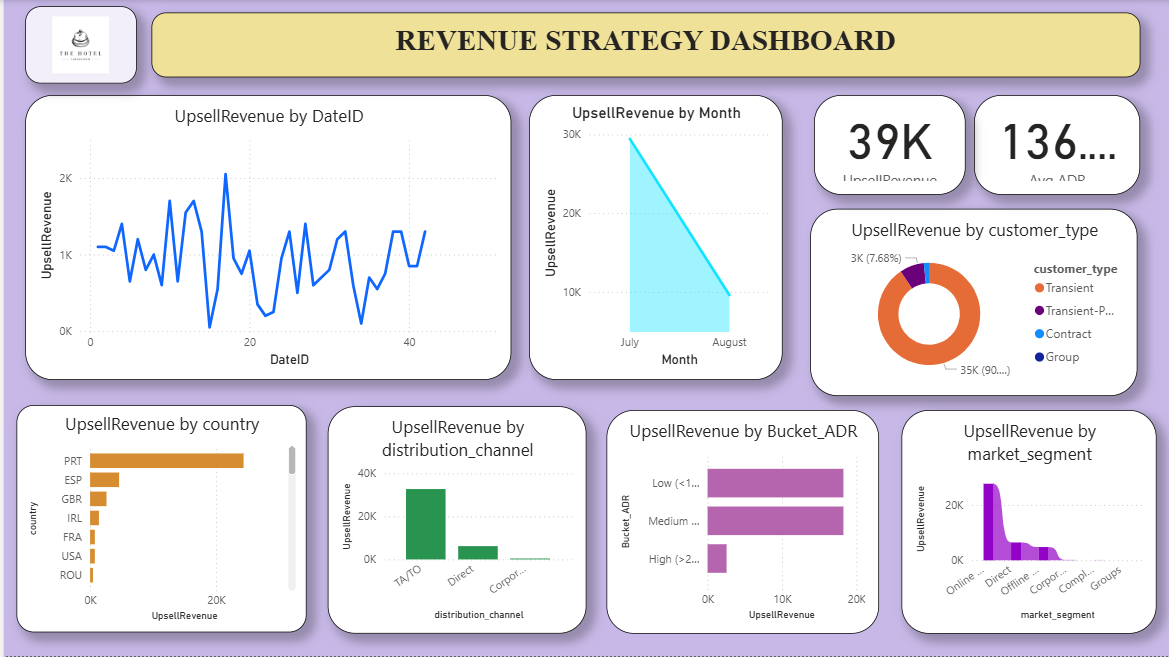 THE HOTEL
REVENUE STRATEGY DASHBOARD
UpsellRevenue by DateID
UpsellRevenue
2K
1K
0K
0
20
40
DateID
UpsellRevenue by Month
UpsellRevenue
30K
20K
10K
July
August
Month
39K
UpsellRevenue
136....
Avg ADR
UpsellRevenue by customer_type
3K (7.68%)
35K (90....)
customer_type
Transient
Transient-P...
Contract
Group
UpsellRevenue by country
country
PRT
ESP
GBR
IRL
FRA
USA
ROU
0K
20K
UpsellRevenue
UpsellRevenue by
distribution_channel
UpsellRevenue
40K
20K
0K
TA/TO
Direct
Corpor...
distribution_channel
UpsellRevenue by Bucket_ADR
Bucket_ADR
Low (<1...
Medium ...
High (>2...
0K
10K
20K
UpsellRevenue
UpsellRevenue by
market_segment
UpsellRevenue
20K
0K
Online ...
Direct
Offline ...
Corpor...
Compl...
Groups
market_segment